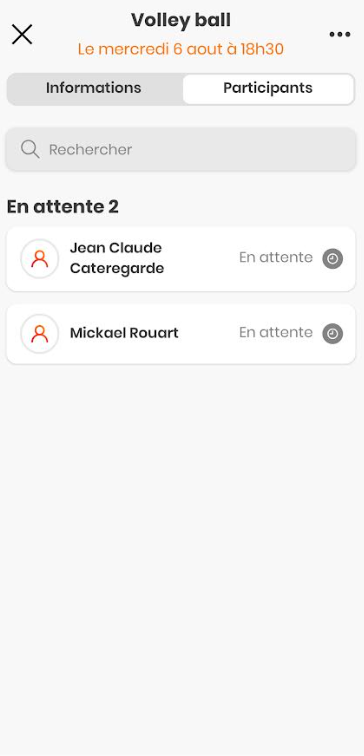 Volley ball
Le mercredi 6 aout à 18h30
Informations
Participants
Rechercher
En attente 2
Jean Claude
Cateregarde
En attente
Mickael Rouart
En attente